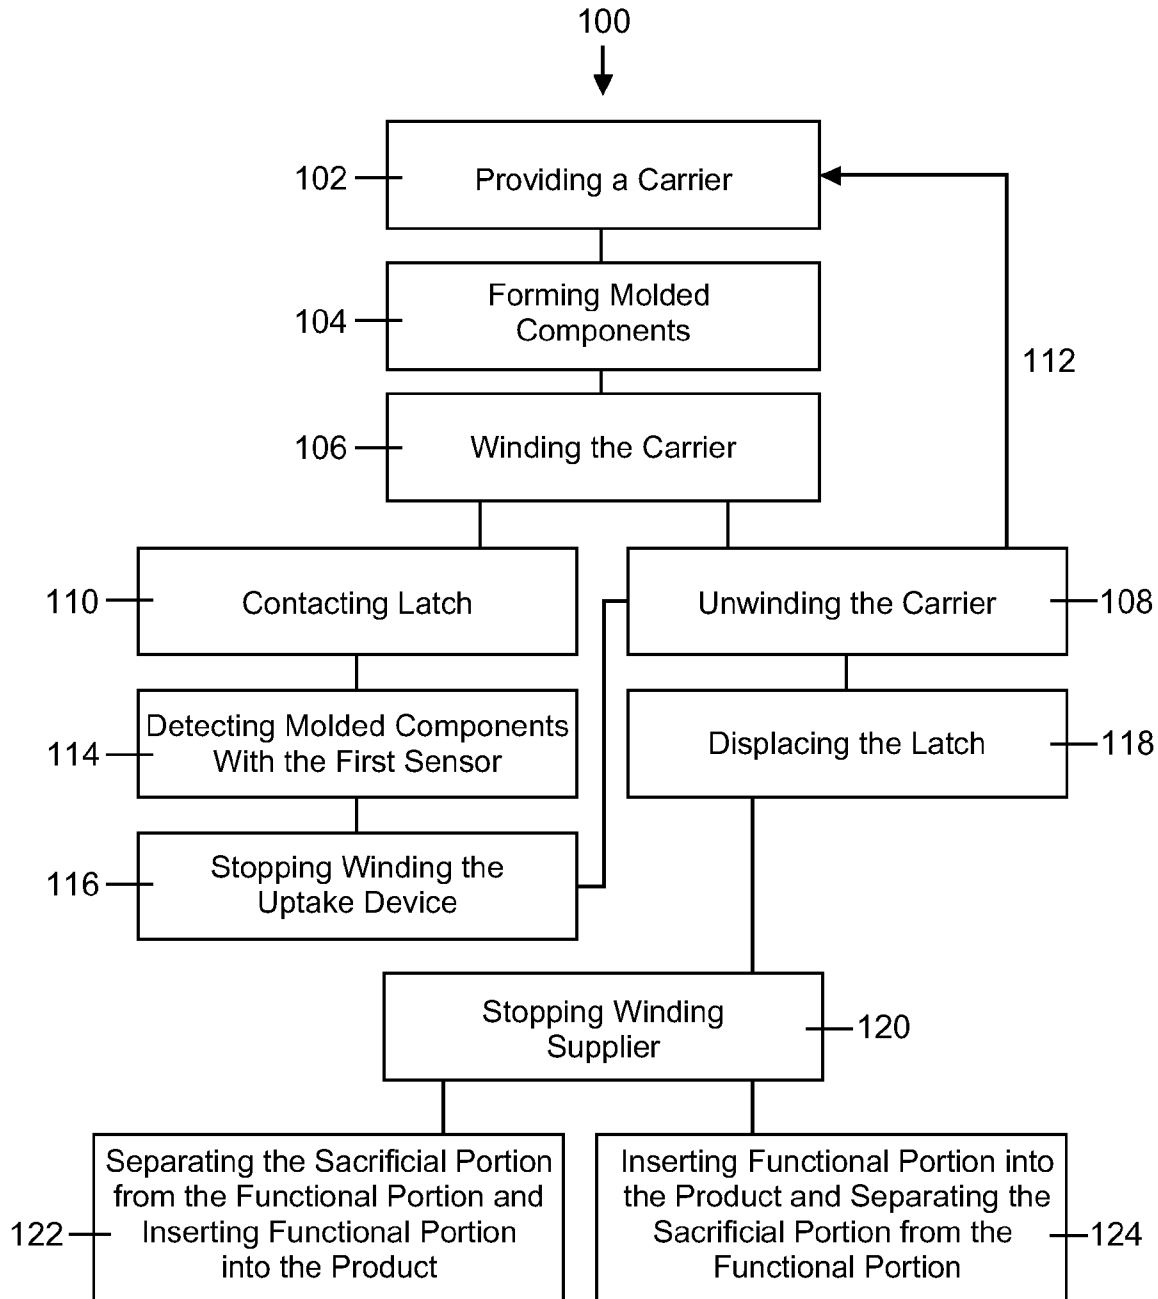 100
102
Providing a Carrier
104
Forming Molded
Components
112
106
Winding the Carrier
110
Contacting Latch
Unwinding the Carrier
108
114
Detecting Molded Components
With the First Sensor
Displacing the Latch
118
116
Stopping Winding the
Uptake Device
Stopping Winding
Supplier
120
122
Separating the Sacrificial Portion
from the Functional Portion and
Inserting Functional Portion
into the Product
Inserting Functional Portion into
the Product and Separating the
Sacrificial Portion from the
Functional Portion
124